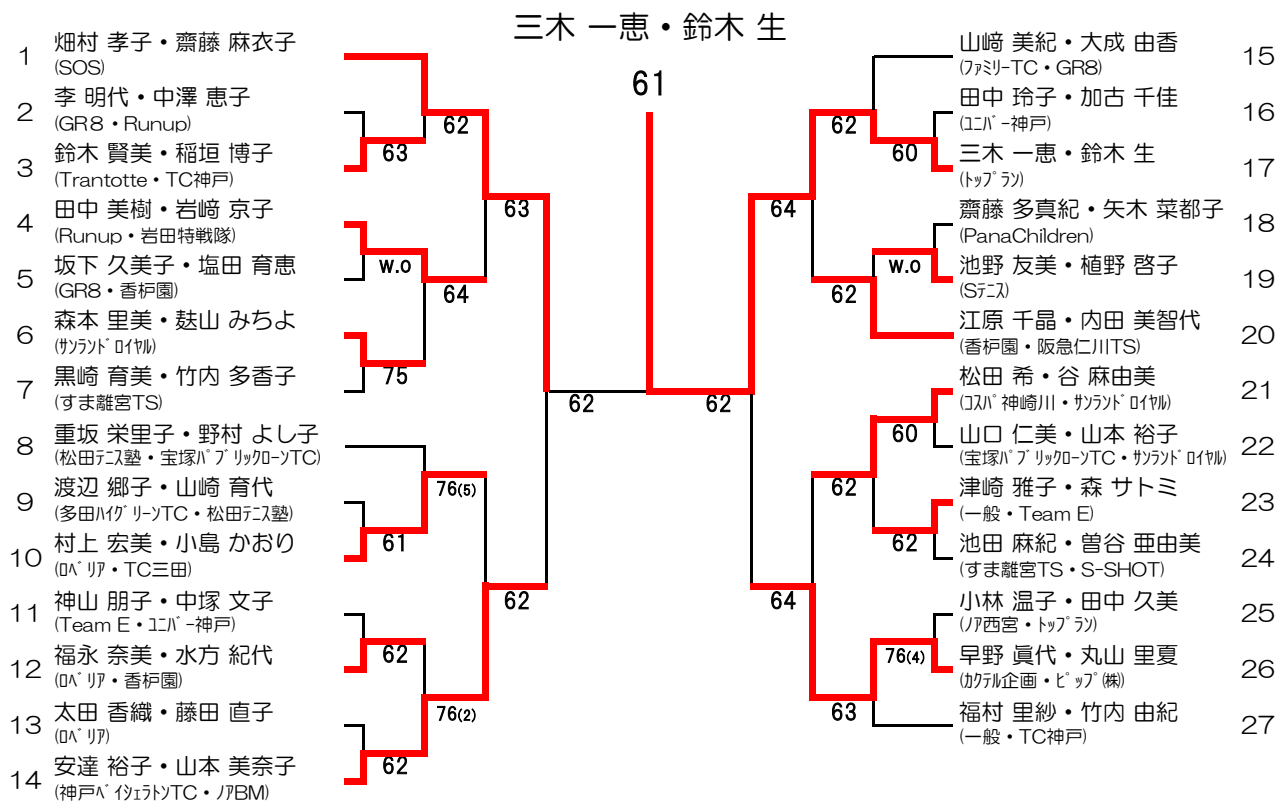 三木 一恵・鈴木 生
61
1
畑村 孝子・齋藤 麻衣子
(SOS)
2
李 明代・中澤 恵子
(GR8・Runup)
3
鈴木 賢美・稲垣 博子
(Trantotte・TC神戸)
4
田中 美樹・岩﨑 京子
(Runup・岩田特戦隊)
5
坂下 久美子・塩田 育恵
(GR8・香枦園)
6
森本 里美・麸山 みちよ
(ｻﾝﾗﾝﾄﾞﾛｲﾔﾙ)
7
黒崎 育美・竹内 多香子
(すま離宮TS)
8
重坂 栄里子・野村 よし子
(松田ﾃﾆｽ塾・宝塚ﾊﾟﾌﾞﾘｯｸﾛｰﾝTC)
9
渡辺 郷子・山崎 育代
(多田ﾊｲｸﾞﾘｰﾝTC・松田ﾃﾆｽ塾)
10
村上 宏美・小島 かおり
(ﾛﾍﾞﾘｱ・TC三田)
11
神山 朋子・中塚 文子
(Team E・ﾕﾆﾊﾞｰ神戸)
12
福永 奈美・水方 紀代
(ﾛﾍﾞﾘｱ・香枦園)
13
太田 香織・藤田 直子
(ﾛﾍﾞﾘｱ)
14
安達 裕子・山本 美奈子
(神戸ﾍﾞｲｼｪﾗﾄﾝTC・ﾉｱBM)
63
W.O
75
61
62
62
62
64
76(5)
76(2)
63
62
62
62
64
64
62
62
62
63
60
W.O
60
62
76(4)
山﨑 美紀・大成 由香
(ﾌｧﾐﾘｰTC・GR8)
15
田中 玲子・加古 千佳
(ﾕﾆﾊﾞｰ神戸)
16
三木 一恵・鈴木 生
(ﾄｯﾌﾟﾗﾝ)
17
齋藤 多真紀・矢木 菜都子
(PanaChildren)
18
池野 友美・植野 啓子
(Sﾃﾆｽ)
19
江原 千晶・内田 美智代
(香枦園・阪急仁川TS)
20
松田 希・谷 麻由美
(ｺｽﾊﾟ神崎川・ｻﾝﾗﾝﾄﾞﾛｲﾔﾙ)
21
山口 仁美・山本 裕子
(宝塚ﾊﾟﾌﾞﾘｯｸﾛｰﾝTC・ｻﾝﾗﾝﾄﾞﾛｲﾔﾙ)
22
津崎 雅子・森 サトミ
(一般・Team E)
23
池田 麻紀・曽谷 亜由美
(すま離宮TS・S-SHOT)
24
小林 温子・田中 久美
(ﾉｱ西宮・ﾄｯﾌﾟﾗﾝ)
25
早野 眞代・丸山 里夏
(ｶｸﾃﾙ企画・ﾋﾟｯﾌﾟ㈱)
26
福村 里紗・竹内 由紀
(一般・TC神戸)
27